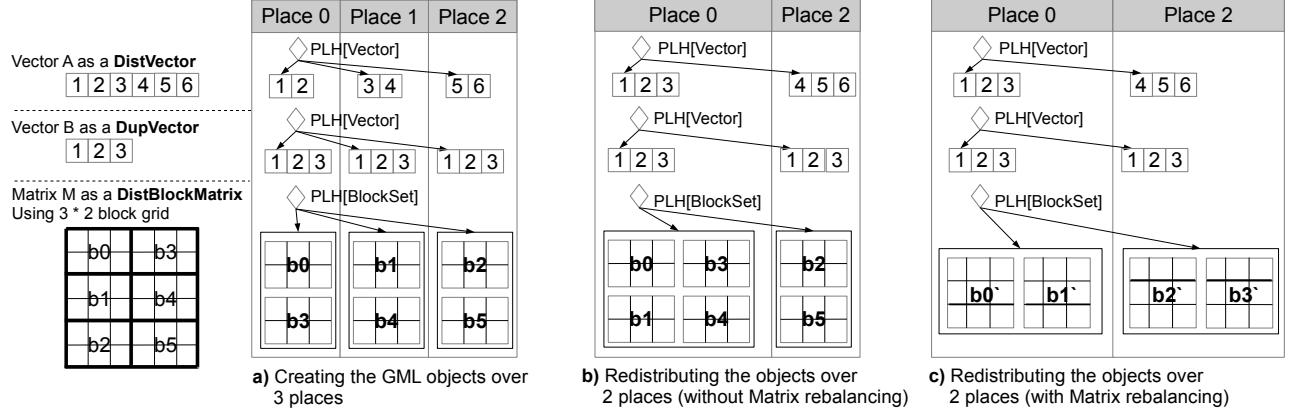 Vector A as a DistVector
1 2 3 4 5 6
Vector B as a DupVector
1 2 3
Matrix M as a DistBlockMatrix
Using 3 * 2 block grid
b0 b3
b1 b4
b2 b5
Place 0 Place 1 Place 2
PLH[Vector]
1 2 3 4 5 6
PLH[Vector]
1 2 3 1 2 3 1 2 3
PLH[BlockSet]
b0 b1 b2
b3 b4 b5
a) Creating the GML objects over
3 places
Place 0 Place 2
PLH[Vector]
1 2 3 4 5 6
PLH[Vector]
1 2 3 1 2 3
PLH[BlockSet]
b0 b3 b2
b1 b4 b5
b) Redistributing the objects over
2 places (without Matrix rebalancing)
Place 0 Place 2
PLH[Vector]
1 2 3 4 5 6
PLH[Vector]
1 2 3 1 2 3
PLH[BlockSet]
b0` b1` b2` b3`
c) Redistributing the objects over
2 places (with Matrix rebalancing)